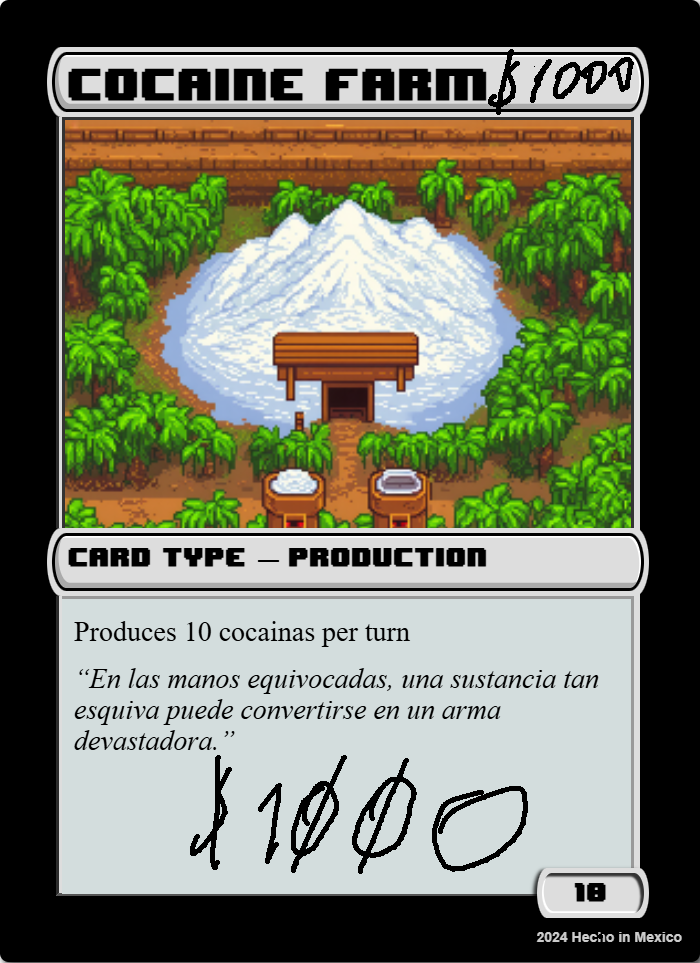 COCAINE FARM $1000
CARD TYPE — PRODUCTION
Produces 10 cocainas per turn
“En las manos equivocadas, una sustancia tan
esquiva puede convertirse en un arma
devastadora.”
$1000
10
2024 Hecho in Mexico